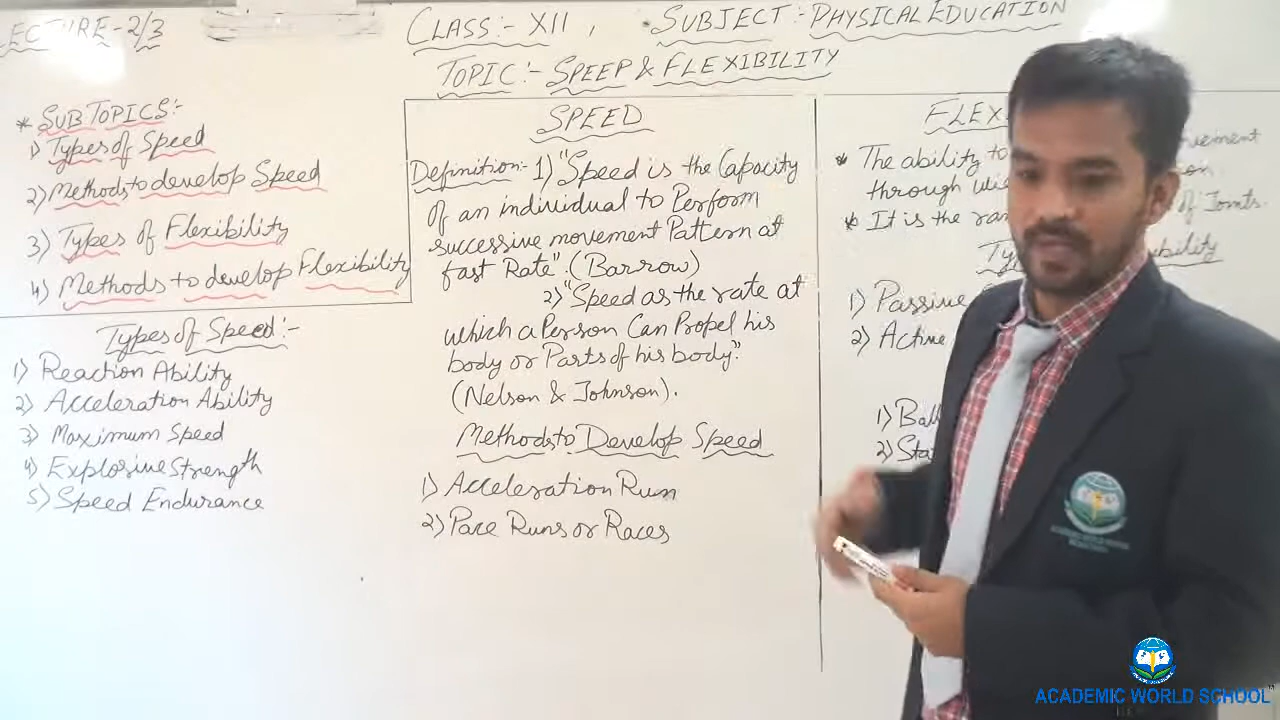 LECTURE-2/3
CLASS:- XII, SUBJECT:-PHYSICAL EDUCATION
TOPIC:- SPEEP & FLEXIBILITY
* SUBTOPICS:-
1) Types of Speed
2) Methods to develop Speed
3) Types of Flexibility
4) Methods to develop Flexibility
Types of Speed:-
1) Reaction Ability
2) Acceleration Ability
3) Maximum Speed
4) Explosive Strength
5) Speed Endurance
SPEED
Definition:- 1) "Speed is the Capacity
of an individual to Perform
successive movement Pattern at
fast Rate". (Barrow)
2) "Speed as the rate at
which a Person Can Propel his
body or Parts of his body".
(Nelson & Johnson).
Methods to Develop Speed
1) Acceleration Run
2) Pace Runs or Races
* The ability to
through
* It is the of Joints.
1) Passive
2) Active
1)
2)
ACADEMIC WORLD SCHOOL